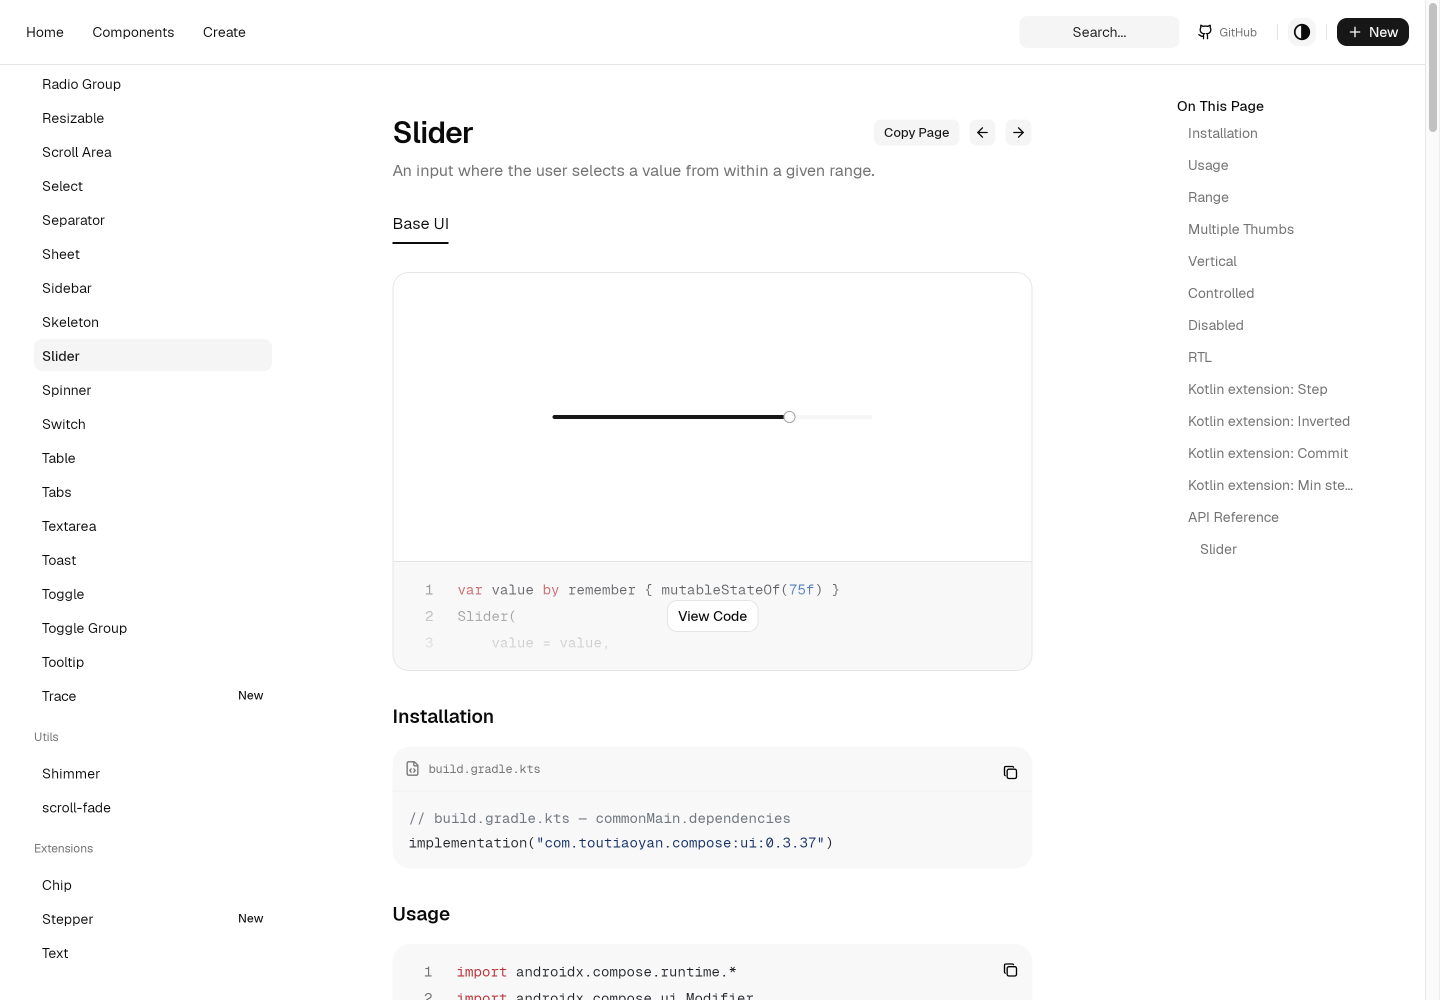 Home
Components
Create
Search...
GitHub
New
Radio Group
Resizable
Scroll Area
Select
Separator
Sheet
Sidebar
Skeleton
Slider
Spinner
Switch
Table
Tabs
Textarea
Toast
Toggle
Toggle Group
Tooltip
Trace New
Utils
Shimmer
scroll-fade
Extensions
Chip
Stepper New
Text
Slider
Copy Page
An input where the user selects a value from within a given range.
Base UI
1 var value by remember { mutableStateOf(75f) }
2 Slider(
View Code
3 value = value,
Installation
build.gradle.kts
// build.gradle.kts — commonMain.dependencies
implementation("com.toutiaoyan.compose:ui:0.3.37")
Usage
1 import androidx.compose.runtime.*
2 import androidx.compose.ui.Modifier
On This Page
Installation
Usage
Range
Multiple Thumbs
Vertical
Controlled
Disabled
RTL
Kotlin extension: Step
Kotlin extension: Inverted
Kotlin extension: Commit
Kotlin extension: Min ste…
API Reference
Slider